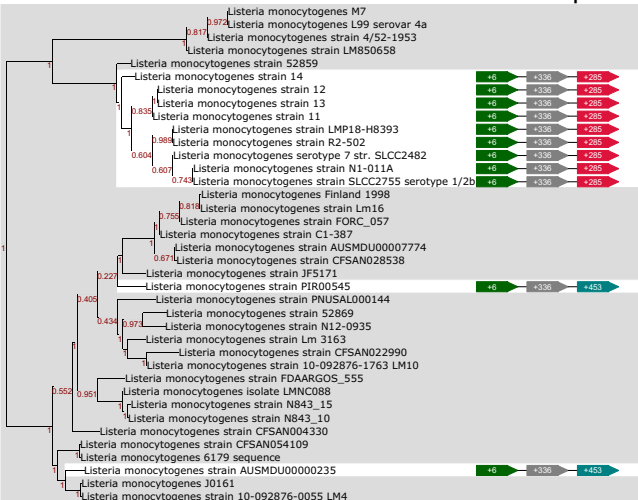 Listeria monocytogenes M7
0.972
Listeria monocytogenes L99 serovar 4a
0.817
Listeria monocytogenes strain 4/52-1953
1
Listeria monocytogenes strain LM850658
1
Listeria monocytogenes strain 52859
1
Listeria monocytogenes strain 14 +6 +336 +285
Listeria monocytogenes strain 12 +6 +336 +285
1
Listeria monocytogenes strain 13 +6 +336 +285
1
0.835
Listeria monocytogenes strain 11 +6 +336 +285
Listeria monocytogenes strain LMP18-H8393 +6 +336 +285
1
0.989
Listeria monocytogenes strain R2-502 +6 +336 +285
0.604
Listeria monocytogenes serotype 7 str. SLCC2482 +6 +336 +285
0.607
Listeria monocytogenes strain N1-011A +6 +336 +285
0.743
Listeria monocytogenes strain SLCC2755 serotype 1/2b +6 +336 +285
Listeria monocytogenes Finland 1998
0.818
Listeria monocytogenes strain Lm16
0.755
Listeria monocytogenes strain FORC_057
Listeria monocytogenes strain C1-387
1
1
Listeria monocytogenes strain AUSMDU00007774
0.671
1
Listeria monocytogenes strain CFSAN028538
0.227
Listeria monocytogenes strain JF5171
1
Listeria monocytogenes strain PIR00545 +6 +336 +453
0.405
Listeria monocytogenes strain PNUSAL000144
Listeria monocytogenes strain 52869
0.434
0.973
Listeria monocytogenes strain N12-0935
1
Listeria monocytogenes strain Lm 3163
1
1
Listeria monocytogenes strain CFSAN022990
1
Listeria monocytogenes strain 10-092876-1763 LM10
Listeria monocytogenes strain FDAARGOS_555
0.552
0.951
Listeria monocytogenes isolate LMNC088
1
Listeria monocytogenes strain N843_15
1
Listeria monocytogenes strain N843_10
1
Listeria monocytogenes strain CFSAN004330
Listeria monocytogenes strain CFSAN054109
1
Listeria monocytogenes 6179 sequence
1
Listeria monocytogenes strain AUSMDU00000235 +6 +336 +453
1
Listeria monocytogenes J0161
1
Listeria monocytogenes strain 10-092876-0055 LM4